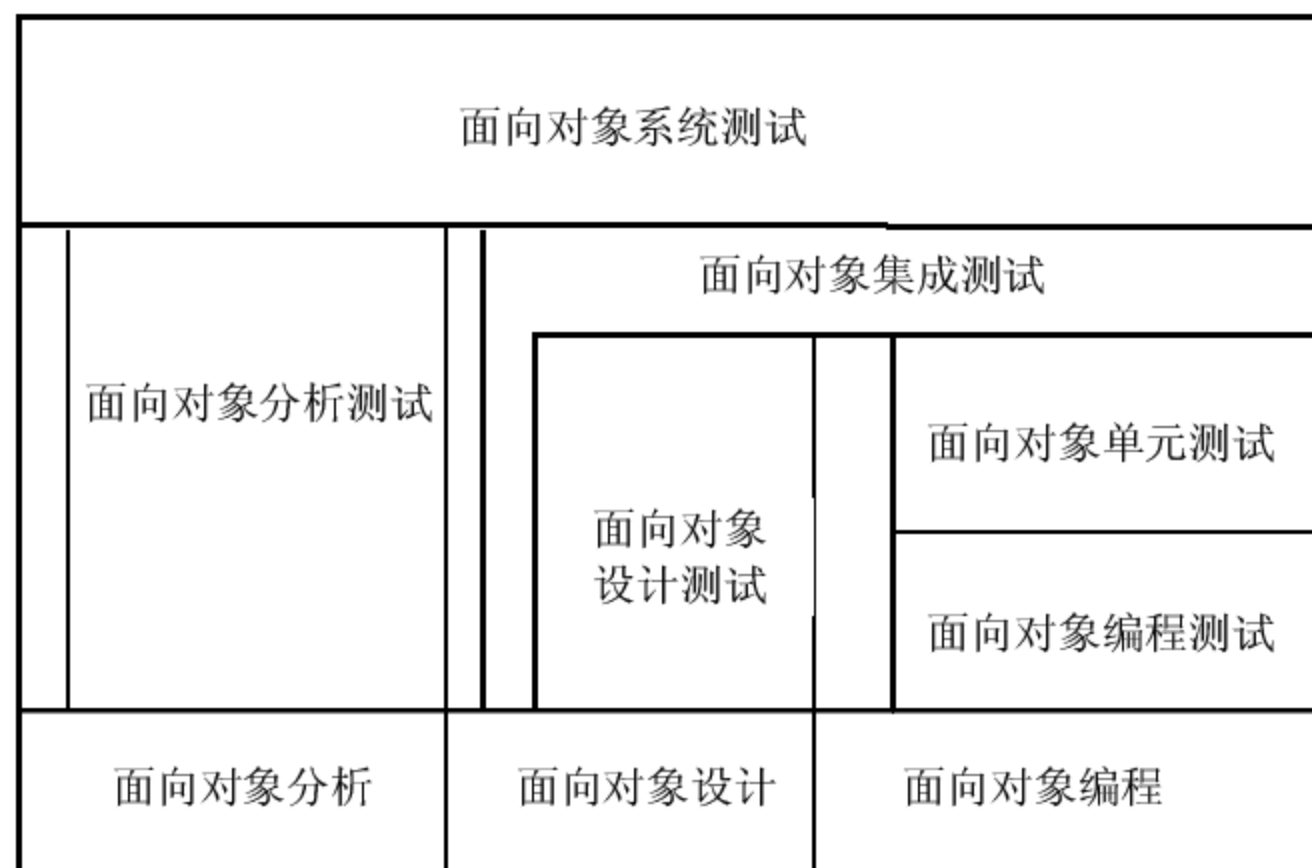 面向对象系统测试
面向对象集成测试
面向对象分析测试
面向对象单元测试
面向对象
设计测试
面向对象编程测试
面向对象分析
面向对象设计
面向对象编程